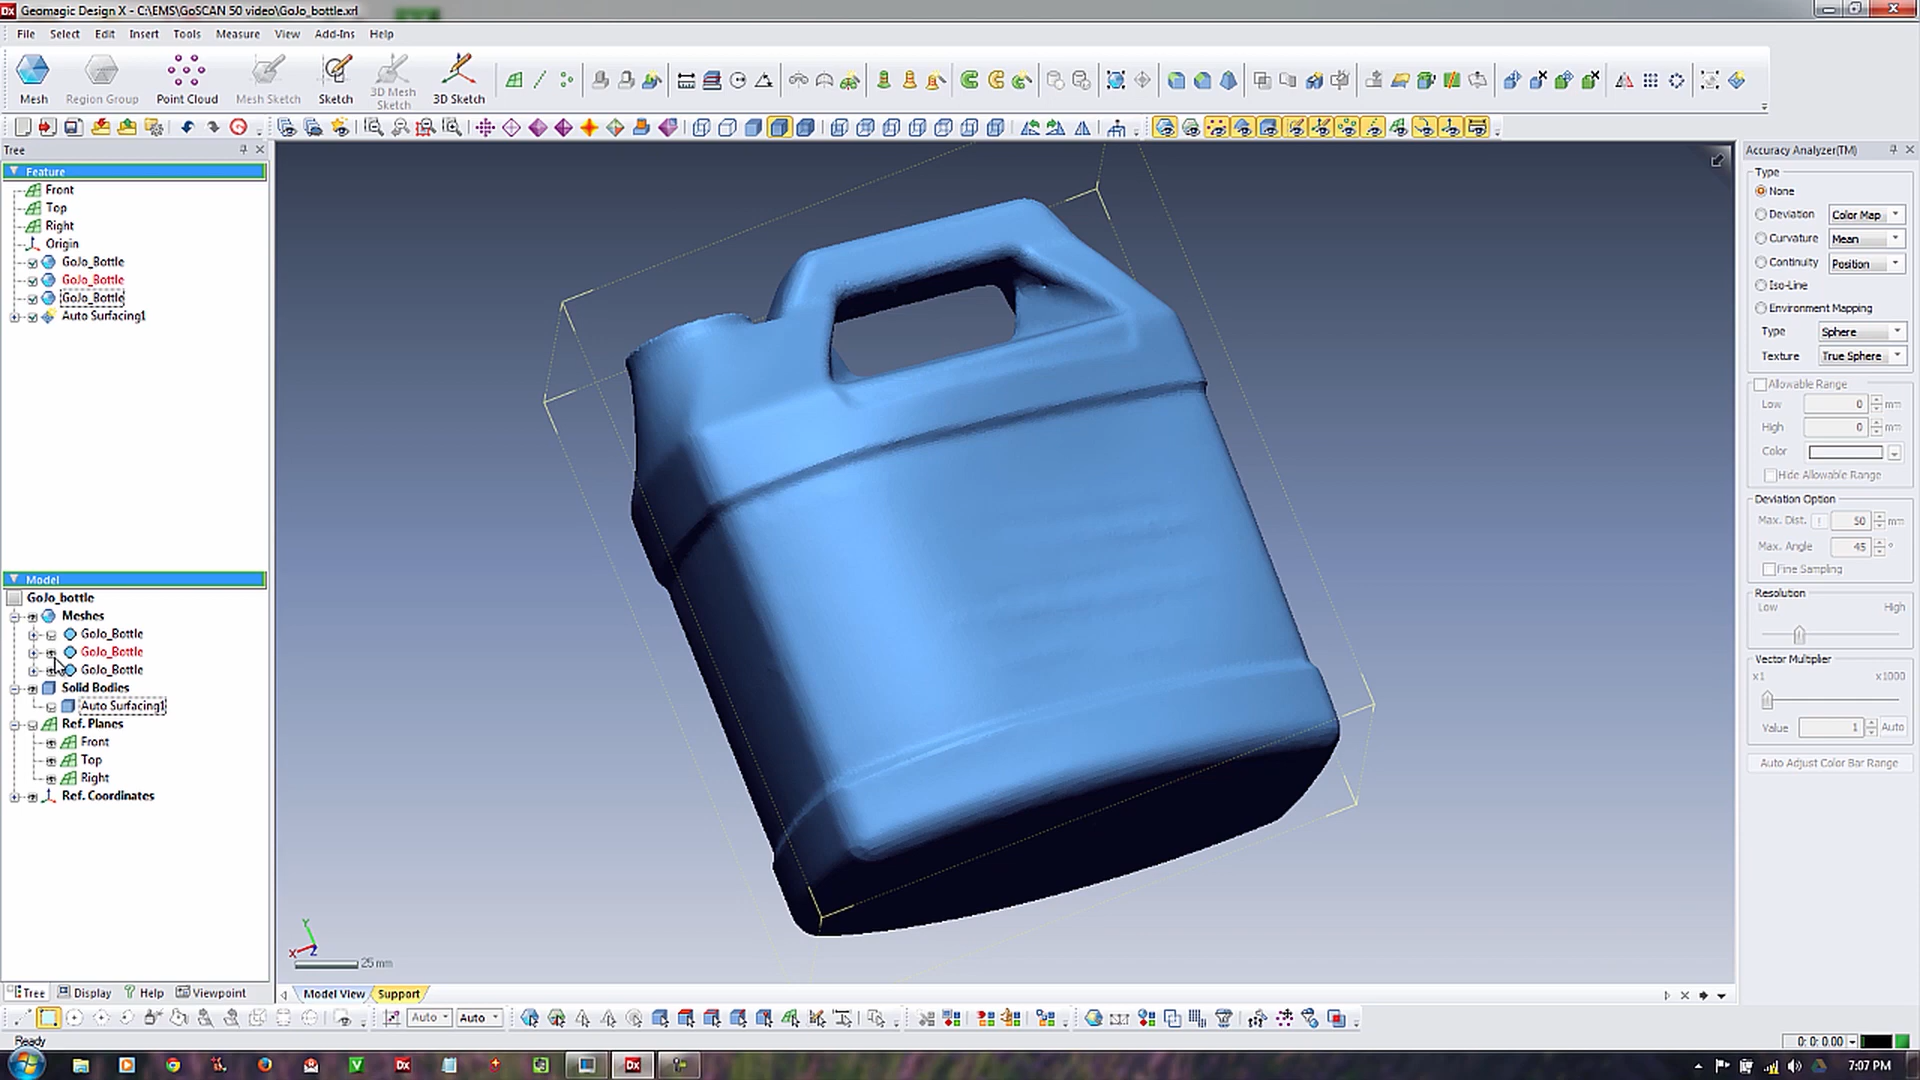 Geomagic Design X - C:\EMS\GoSCAN 50 video\GoJo_bottle.xrl
File Select Edit Insert Tools Measure View Add-Ins Help
Mesh Region Group Point Cloud Mesh Sketch Sketch 3D Mesh Sketch 3D Sketch
Tree
Feature
Front
Top
Right
Origin
GoJo_Bottle
GoJo_Bottle
GoJo_Bottle
Auto Surfacing1
Model
GoJo_bottle
Meshes
GoJo_Bottle
GoJo_Bottle
GoJo_Bottle
Solid Bodies
Auto Surfacing1
Ref. Planes
Front
Top
Right
Ref. Coordinates
Tree Display Help Viewpoint
Y
X
Z
25 mm
Model View Support
Accuracy Analyzer(TM)
Type
None
Deviation Color Map
Curvature Mean
Continuity Position
Iso-Line
Environment Mapping
Type Sphere
Texture True Sphere
Allowable Range
Low 0 mm
High 0 mm
Color
Hide Allowable Range
Deviation Option
Max. Dist. ! 50 mm
Max. Angle 45 °
Fine Sampling
Resolution
Low High
Vector Multiplier
x1 x1000
Value 1 Auto
Auto Adjust Color Bar Range
Auto Auto
Ready
0: 0: 0.00
7:07 PM